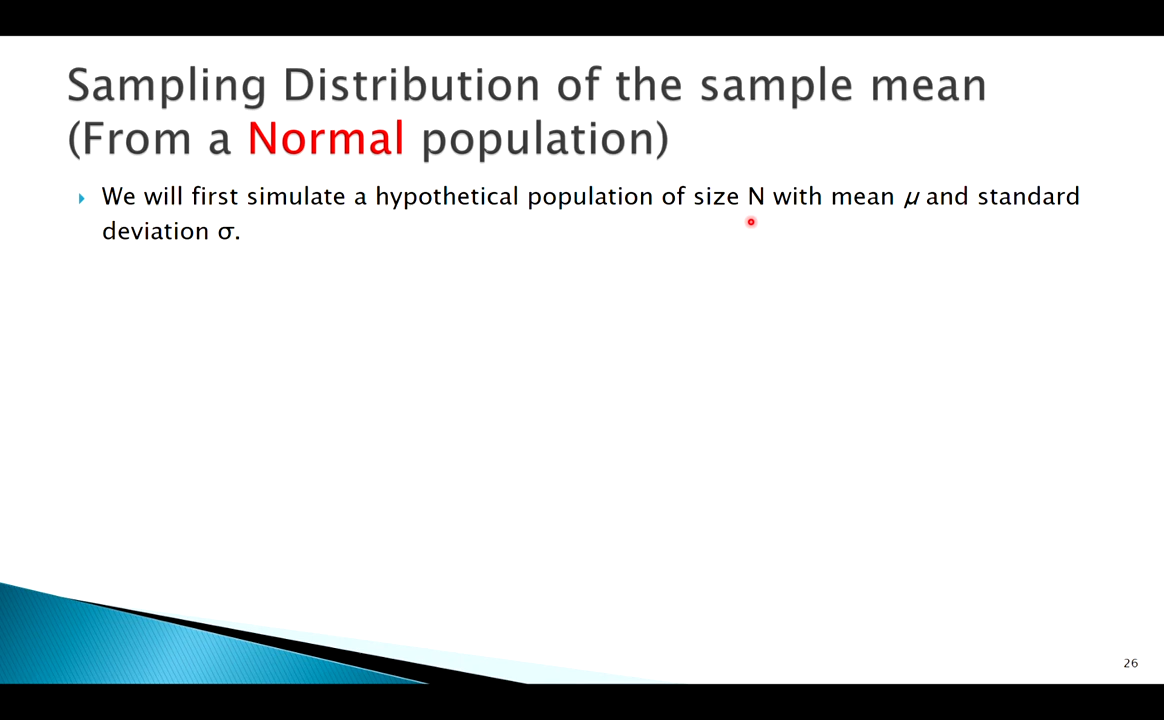 Sampling Distribution of the sample mean
(From a Normal population)
We will first simulate a hypothetical population of size N with mean μ and standard
deviation σ.
26